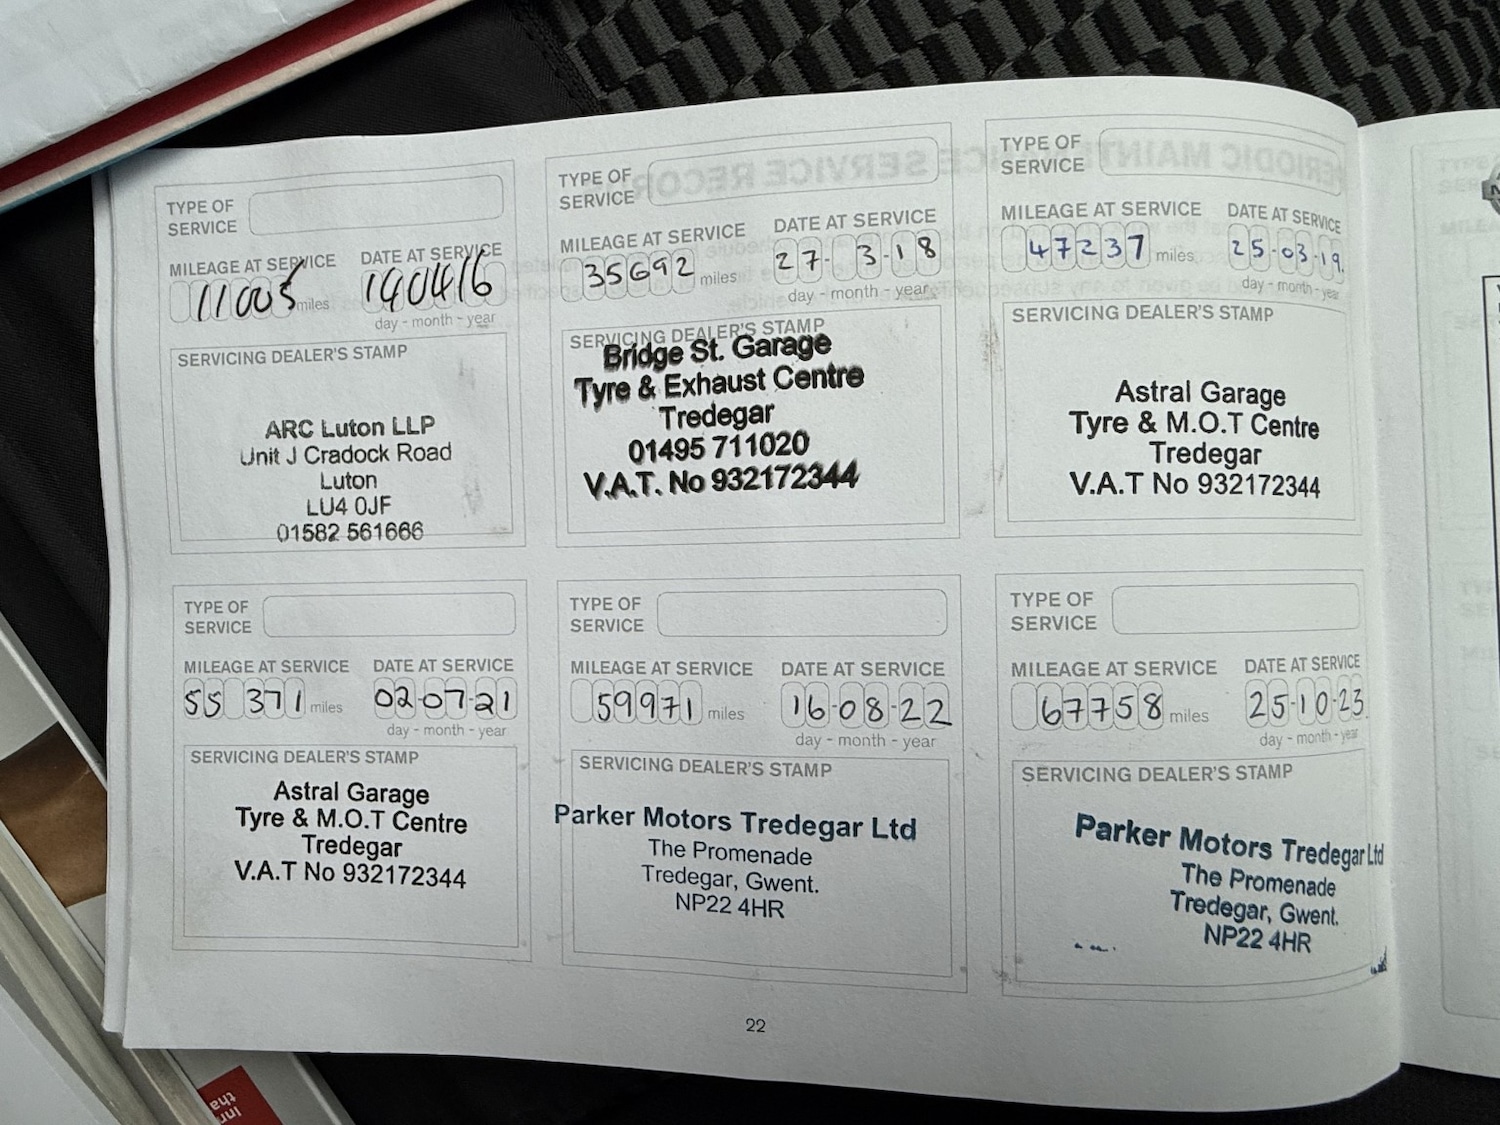 TYPE OF
SERVICE
MILEAGE AT SERVICE DATE AT SERVICE
11005 miles 140416
day - month - year
SERVICING DEALER'S STAMP
ARC Luton LLP
Unit J Cradock Road
Luton
LU4 0JF
01582 561666
TYPE OF
SERVICE
MILEAGE AT SERVICE DATE AT SERVICE
35692 miles 27- 3-18
day - month - year
SERVICING DEALER'S STAMP
Bridge St. Garage
Tyre & Exhaust Centre
Tredegar
01495 711020
V.A.T. No 932172344
TYPE OF
SERVICE
MILEAGE AT SERVICE DATE AT SERVICE
47237 miles 25-03-19.
day - month - year
SERVICING DEALER'S STAMP
Astral Garage
Tyre & M.O.T Centre
Tredegar
V.A.T No 932172344
TYPE OF
SERVICE
MILEAGE AT SERVICE DATE AT SERVICE
55 371 miles 02-07-21
day - month - year
SERVICING DEALER'S STAMP
Astral Garage
Tyre & M.O.T Centre
Tredegar
V.A.T No 932172344
TYPE OF
SERVICE
MILEAGE AT SERVICE DATE AT SERVICE
59971 miles 16-08-22
day - month - year
SERVICING DEALER'S STAMP
Parker Motors Tredegar Ltd
The Promenade
Tredegar, Gwent.
NP22 4HR
TYPE OF
SERVICE
MILEAGE AT SERVICE DATE AT SERVICE
67758 miles 25-10-23
day - month - year
SERVICING DEALER'S STAMP
Parker Motors Tredegar Ltd
The Promenade
Tredegar, Gwent.
NP22 4HR
22